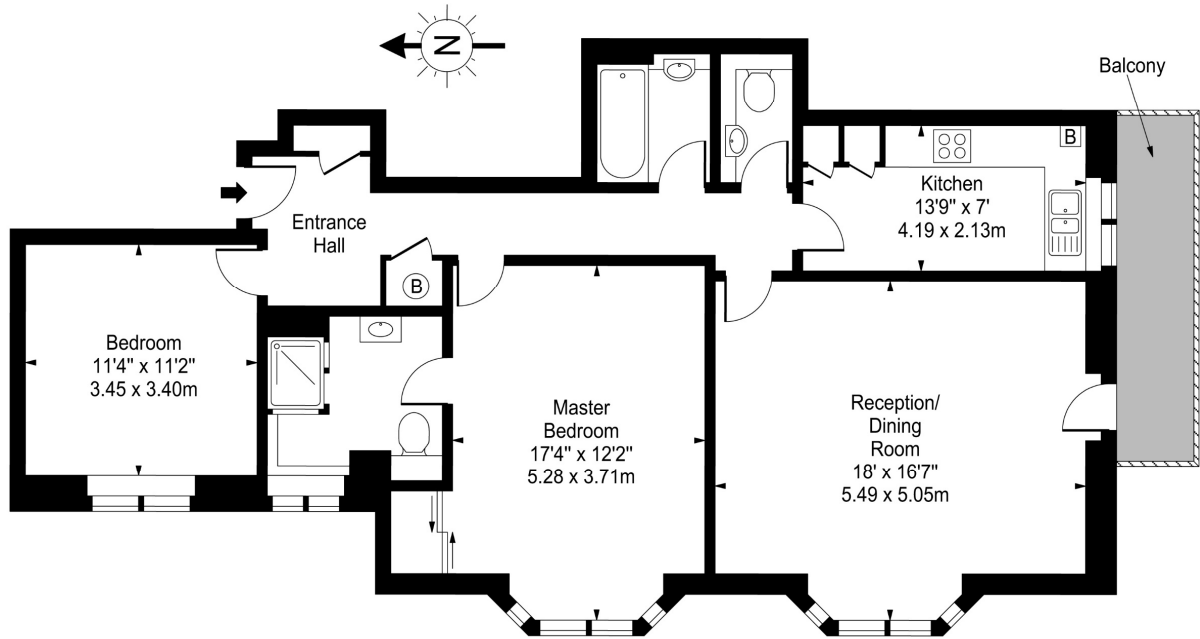 N
Balcony
B
Kitchen
13'9" x 7'
4.19 x 2.13m
Entrance
Hall
B
Bedroom
11'4" x 11'2"
3.45 x 3.40m
Master
Bedroom
17'4" x 12'2"
5.28 x 3.71m
Reception/
Dining
Room
18' x 16'7"
5.49 x 5.05m